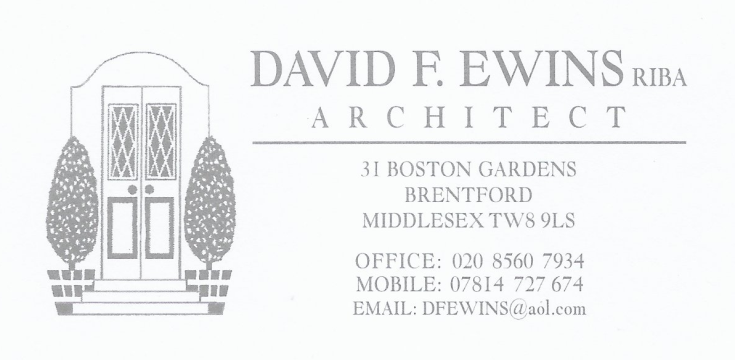 DAVID F. EWINS RIBA
ARCHITECT
31 BOSTON GARDENS
BRENTFORD
MIDDLESEX TW8 9LS
OFFICE: 020 8560 7934
MOBILE: 07814 727 674
EMAIL: DFEWINS@aol.com